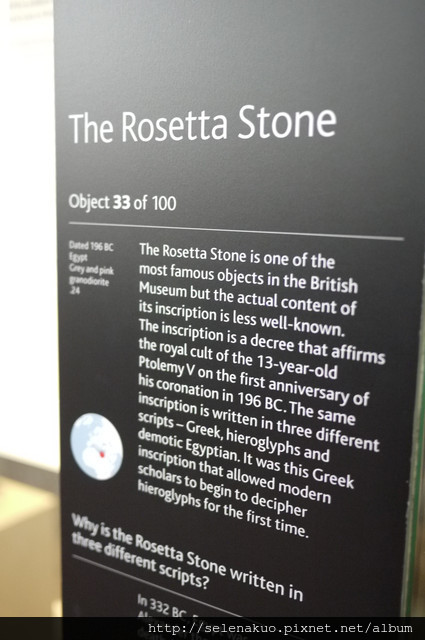 The Rosetta Stone
Object 33 of 100
Dated 196 BC
Egypt
Grey and pink
granodiorite
.24
The Rosetta Stone is one of the
most famous objects in the British
Museum but the actual content of
its inscription is less well-known.
The inscription is a decree that affirms
the royal cult of the 13-year-old
Ptolemy V on the first anniversary of
his coronation in 196 BC. The same
inscription is written in three different
scripts – Greek, hieroglyphs and
demotic Egyptian. It was this Greek
inscription that allowed modern
scholars to begin to decipher
hieroglyphs for the first time.
Why is the Rosetta Stone written in
three different scripts?
In 332 BC
http://selenakuo.pixnet.net/album